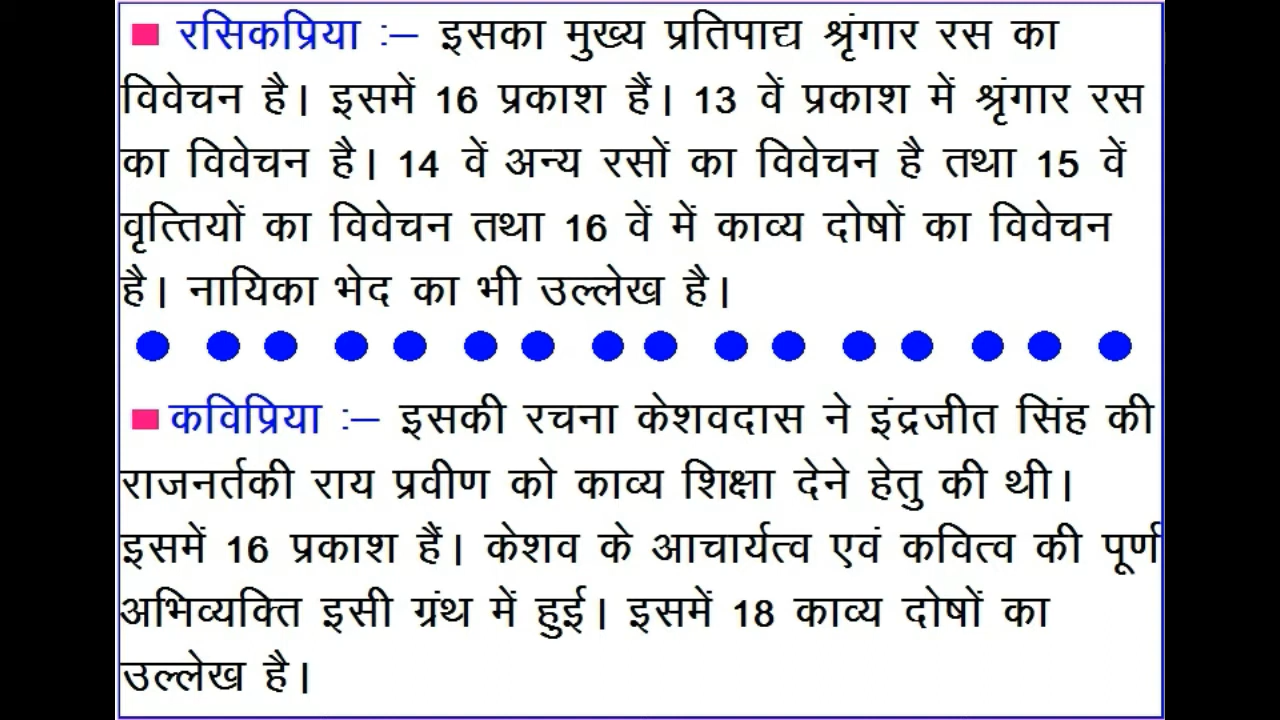 रसिकप्रिया :– इसका मुख्य प्रतिपाद्य श्रृंगार रस का
विवेचन है। इसमें 16 प्रकाश हैं। 13 वें प्रकाश में श्रृंगार रस
का विवेचन है। 14 वें अन्य रसों का विवेचन है तथा 15 वें
वृत्तियों का विवेचन तथा 16 वें में काव्य दोषों का विवेचन
है। नायिका भेद का भी उल्लेख है।
कविप्रिया :– इसकी रचना केशवदास ने इंद्रजीत सिंह की
राजनर्तकी राय प्रवीण को काव्य शिक्षा देने हेतु की थी।
इसमें 16 प्रकाश हैं। केशव के आचार्यत्व एवं कवित्व की पूर्ण
अभिव्यक्ति इसी ग्रंथ में हुई। इसमें 18 काव्य दोषों का
उल्लेख है।